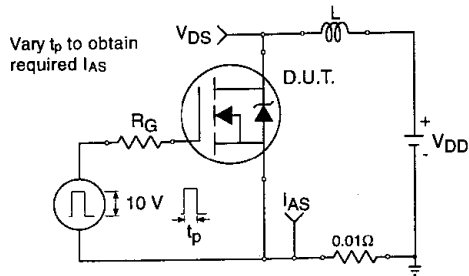 Vary tp to obtain
required IAS
VDS
L
D.U.T.
RG
+
VDD
-
10 V
tp
IAS
0.01Ω